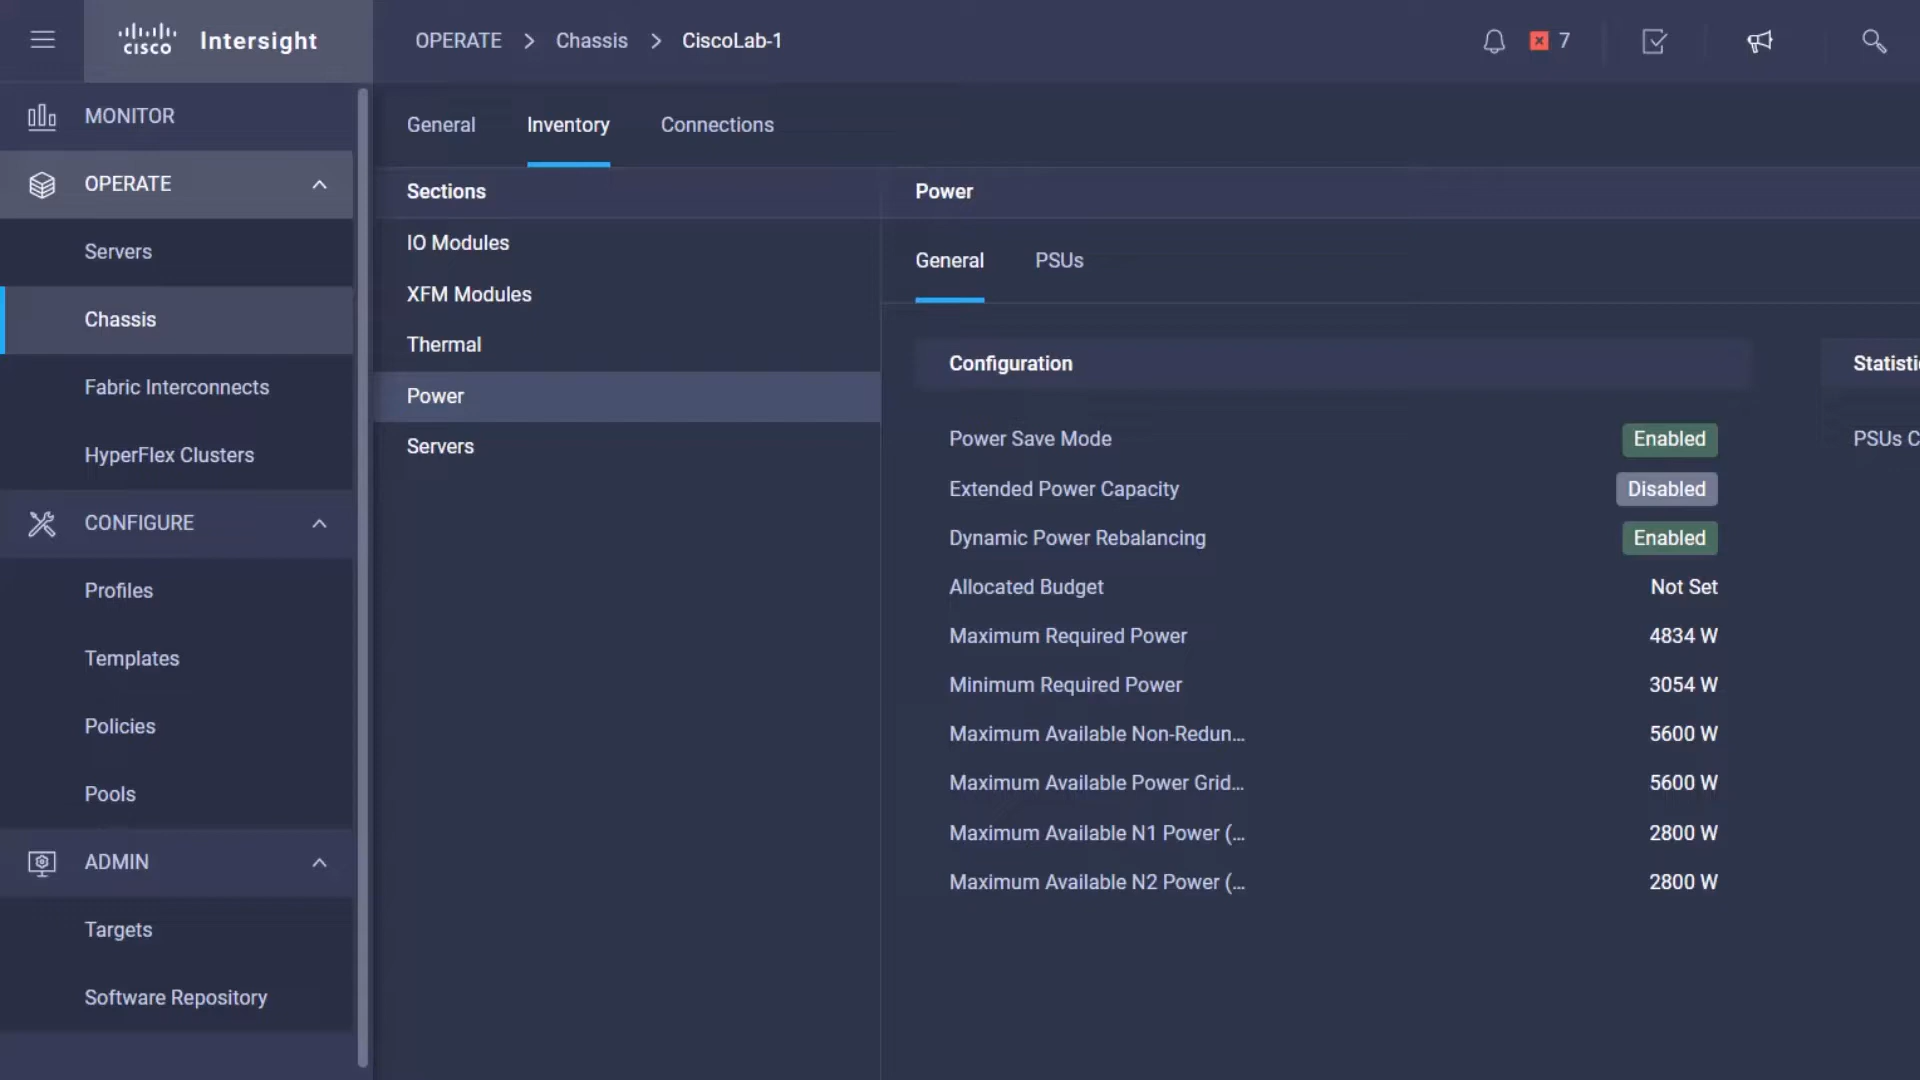 CISCO Intersight
OPERATE > Chassis > CiscoLab-1
7
MONITOR
OPERATE
Servers
Chassis
Fabric Interconnects
HyperFlex Clusters
CONFIGURE
Profiles
Templates
Policies
Pools
ADMIN
Targets
Software Repository
General Inventory Connections
Sections
IO Modules
XFM Modules
Thermal
Power
Servers
Power
General PSUs
Configuration
Power Save Mode Enabled
Extended Power Capacity Disabled
Dynamic Power Rebalancing Enabled
Allocated Budget Not Set
Maximum Required Power 4834 W
Minimum Required Power 3054 W
Maximum Available Non-Redun... 5600 W
Maximum Available Power Grid... 5600 W
Maximum Available N1 Power (... 2800 W
Maximum Available N2 Power (... 2800 W
Statisti
PSUs C